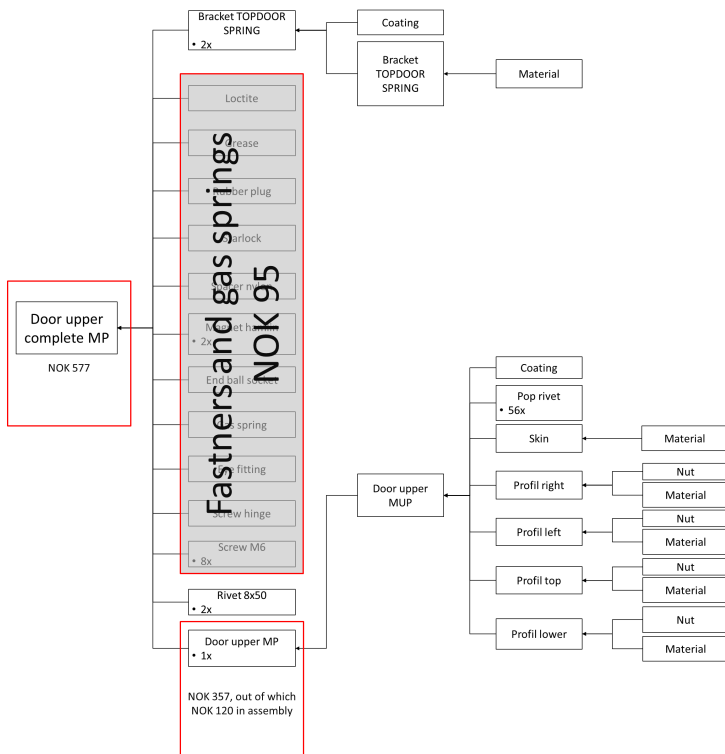 Bracket TOPDOOR
SPRING
• 2x
Coating
Bracket
TOPDOOR
SPRING
Material
Loctite
Grease
Rubber plug
Starlock
Spacer nylon
Magnet hamlin
• 2x
End ball socket
Gas spring
Eye fitting
Screw hinge
Screw M6
• 8x
Fastners and gas springs
NOK 95
Door upper
complete MP
NOK 577
Rivet 8x50
• 2x
Door upper MP
• 1x
NOK 357, out of which
NOK 120 in assembly
Door upper
MUP
Coating
Pop rivet
• 56x
Skin
Material
Profil right
Nut
Material
Profil left
Nut
Material
Profil top
Nut
Material
Profil lower
Nut
Material